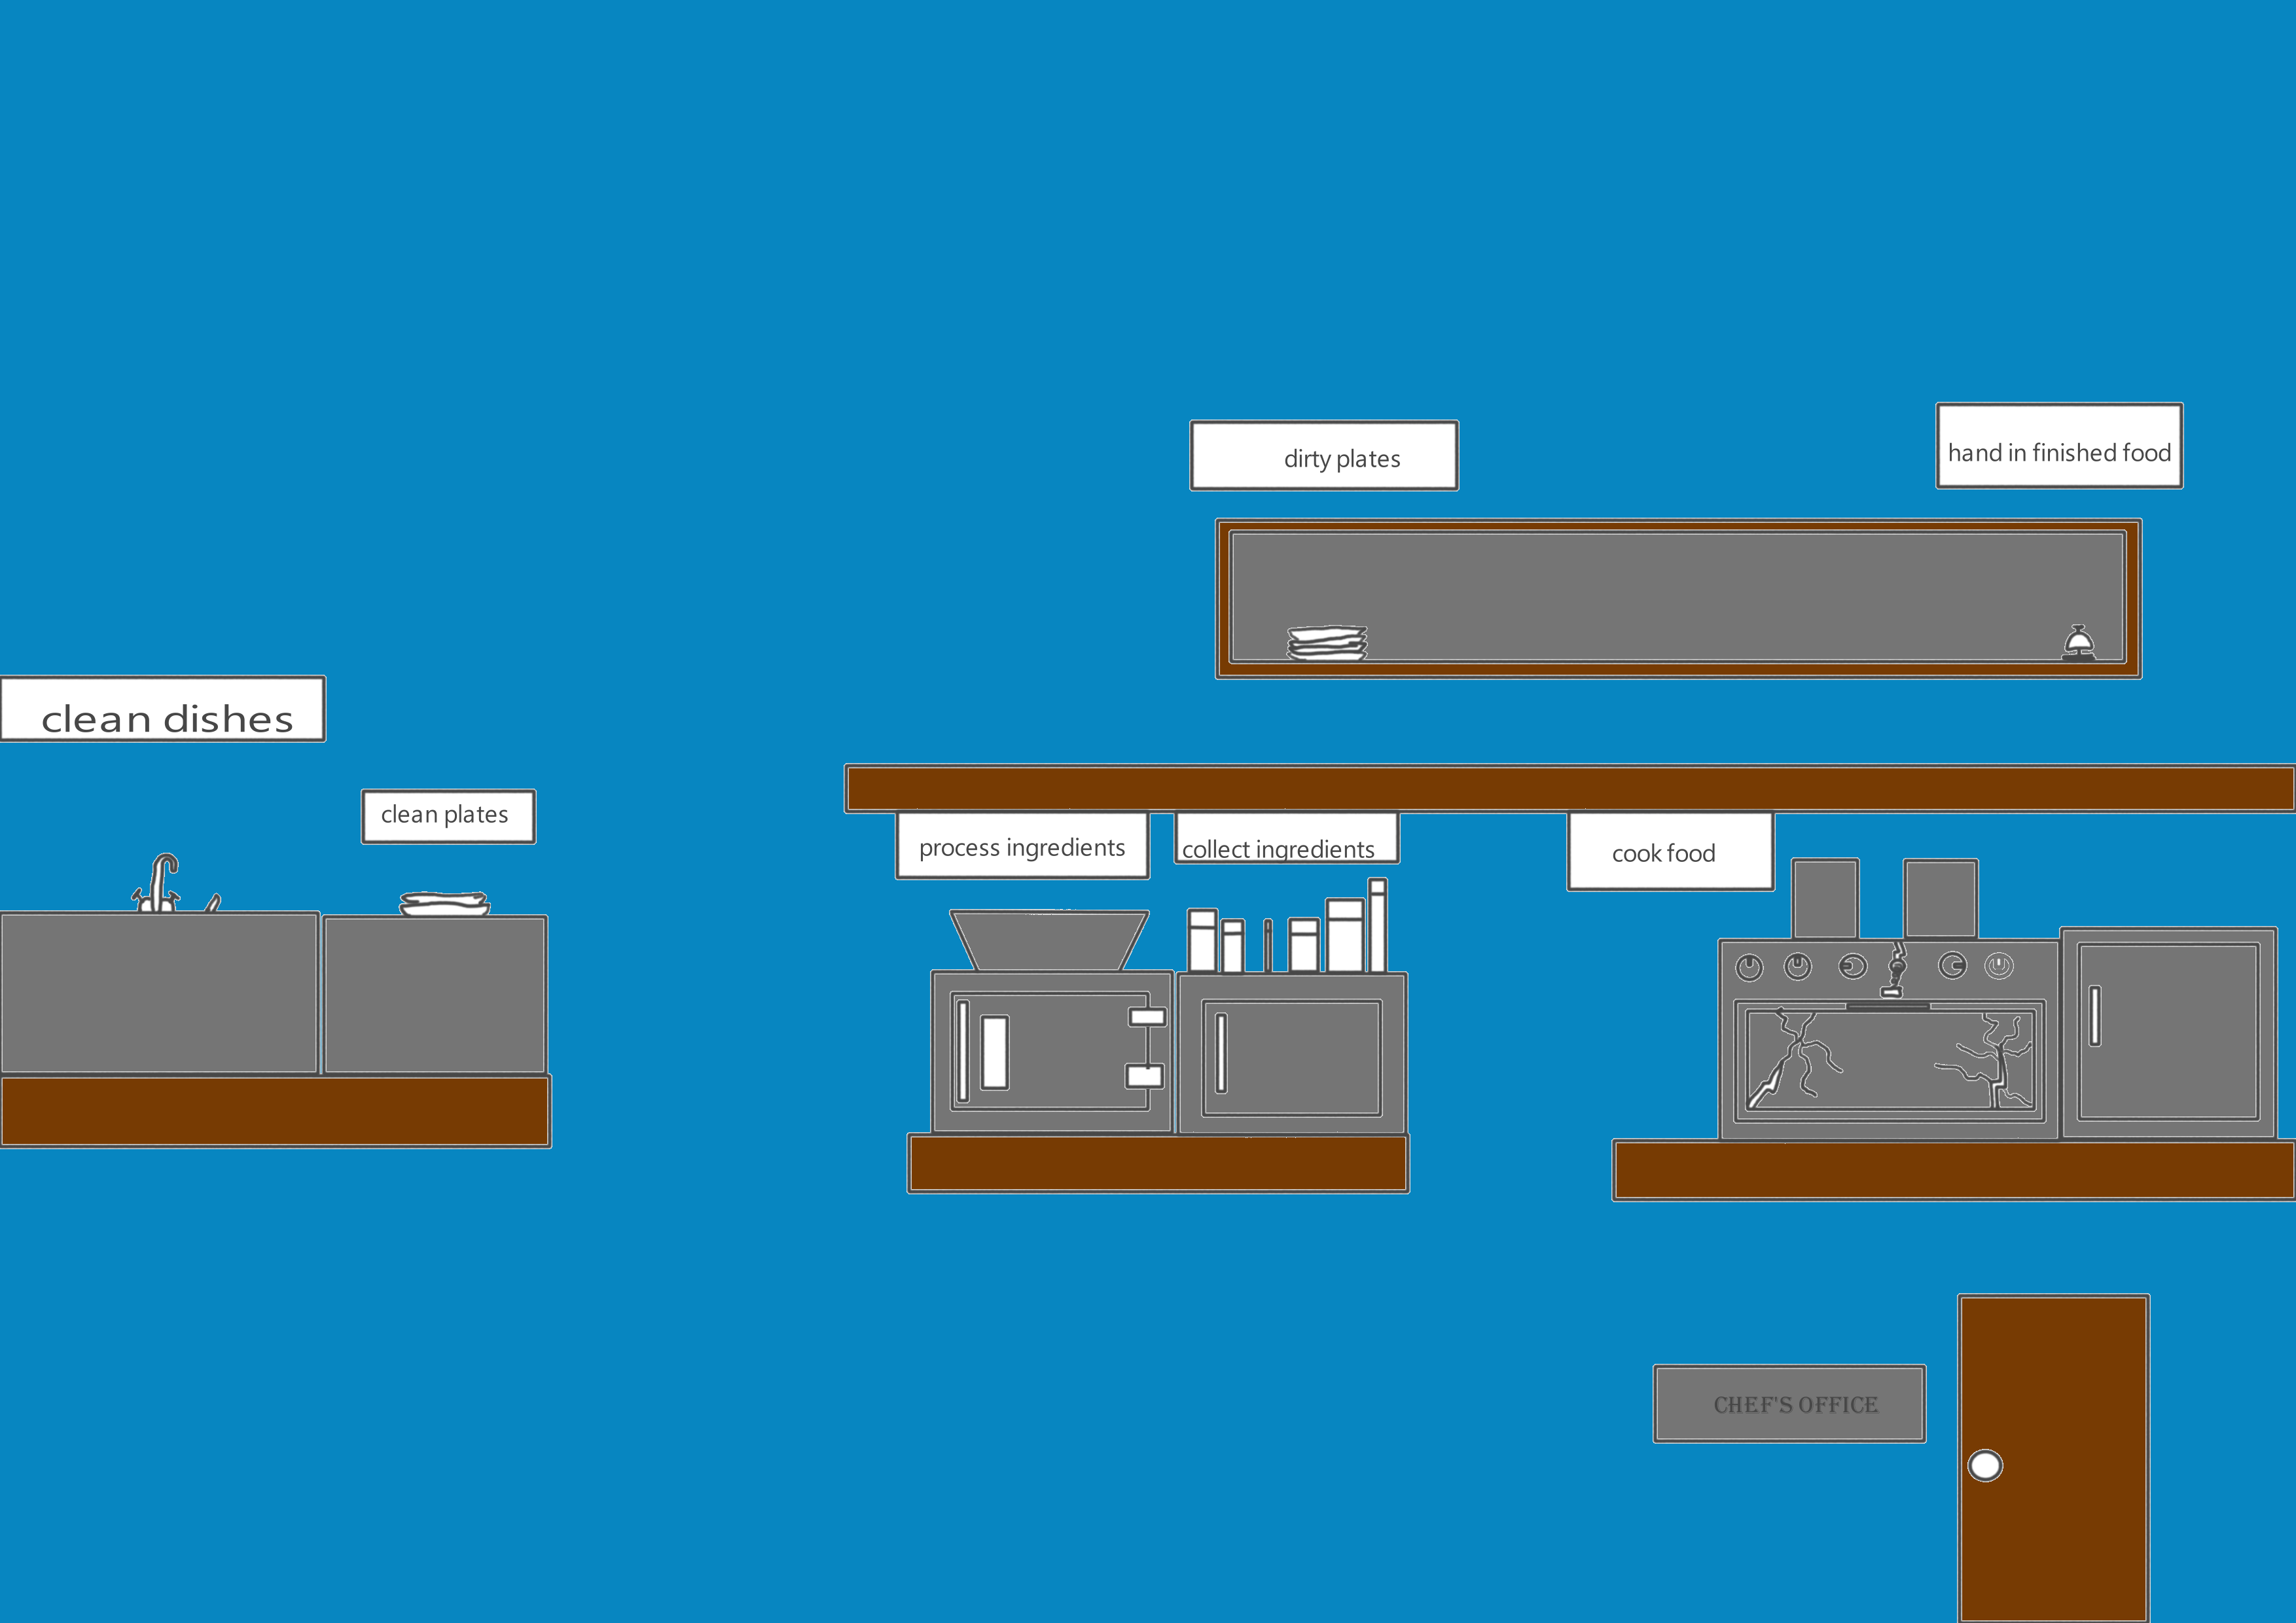 dirty plates
hand in finished food
clean dishes
clean plates
process ingredients
collect ingredients
cook food
CHEF'S OFFICE